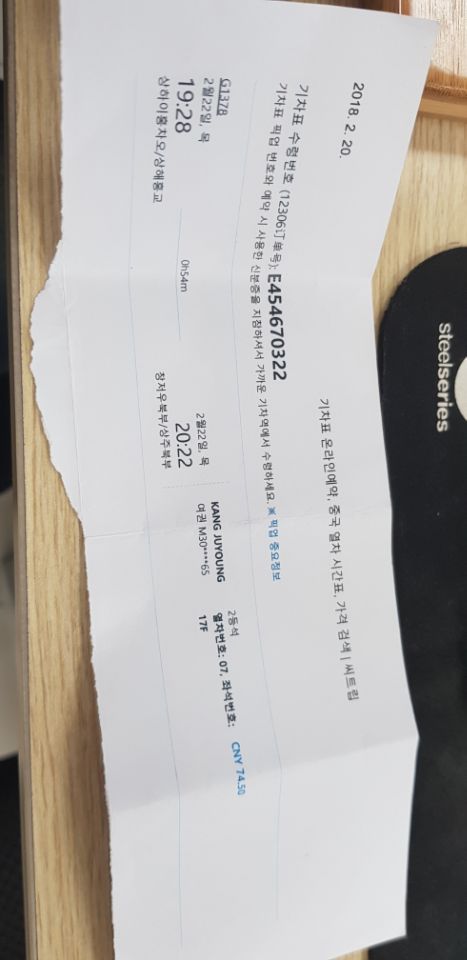 2018. 2. 20.
기차표 온라인예약, 중국 열차 시간표, 가격 검색 | 씨트립
기차표 수령번호 (12306订单号): E454670322
기차표 픽업 번호와 예약 시 사용한 신분증을 지참하셔서 가까운 기차역에서 수령하세요. ※ 픽업 중요정보
G1378
2월22일, 목
19:28
상하이훙차오/상해홍교
0h54m
2월22일, 목
20:22
창저우북부/상주북부
KANG JUYOUNG
여권 M30****65
2등석
열차번호: 07, 좌석번호:
17F
CNY 74.50
steelseries